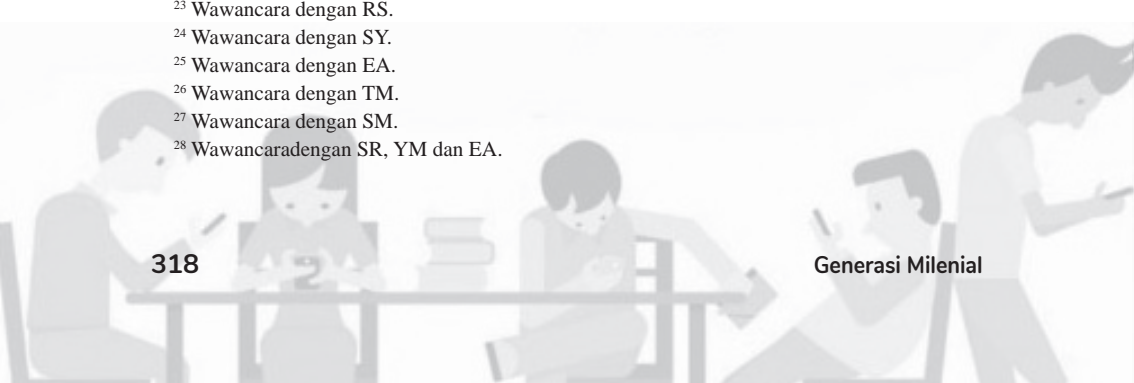 ²³ Wawancara dengan RS.
²⁴ Wawancara dengan SY.
²⁵ Wawancara dengan EA.
²⁶ Wawancara dengan TM.
²⁷ Wawancara dengan SM.
²⁸ Wawancaradengan SR, YM dan EA.
318 Generasi Milenial